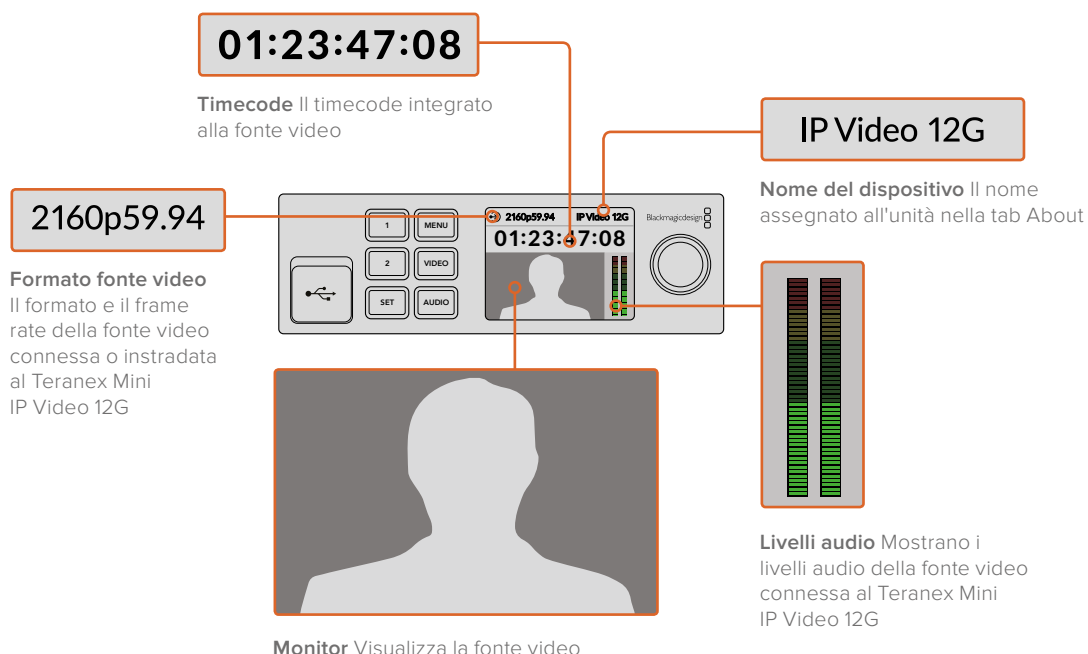 01:23:47:08
Timecode Il timecode integrato
alla fonte video
IP Video 12G
Nome del dispositivo Il nome
assegnato all'unità nella tab About
2160p59.94
Formato fonte video
Il formato e il frame
rate della fonte video
connessa o instradata
al Teranex Mini
IP Video 12G
1
MENU
2
VIDEO
SET
AUDIO
2160p59.94
IP Video 12G
01:23:47:08
Blackmagicdesign
Livelli audio Mostrano i
livelli audio della fonte video
connessa al Teranex Mini
IP Video 12G
Monitor Visualizza la fonte video